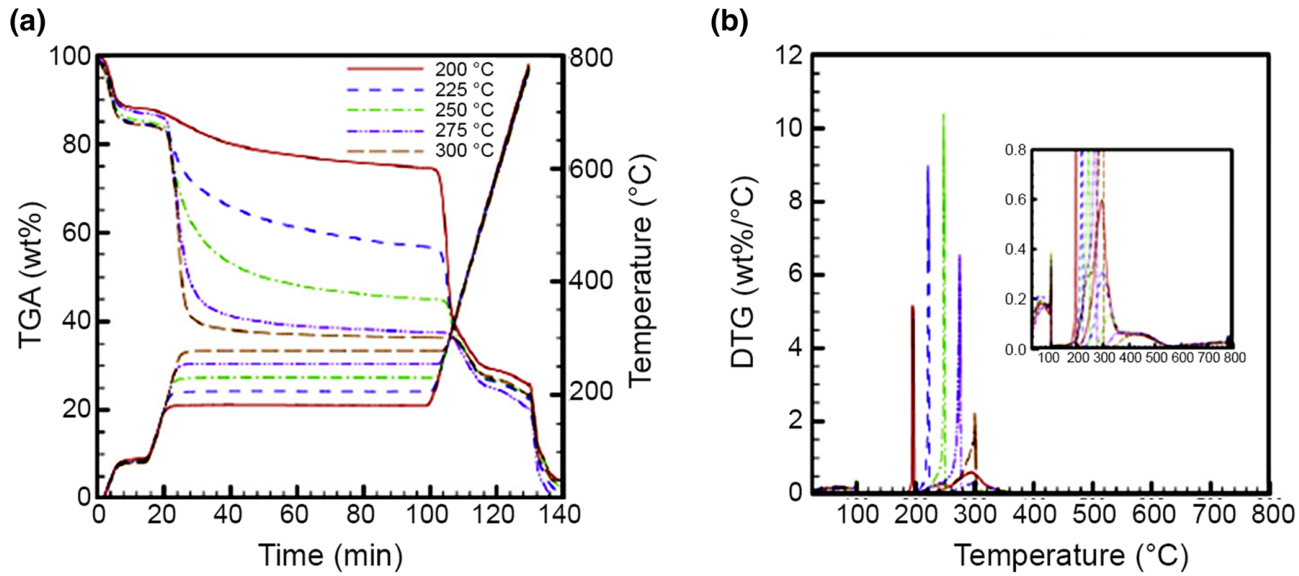 (a)
TGA (wt%)
100
80
60
40
20
0
200 °C
225 °C
250 °C
275 °C
300 °C
800
600
400
200
Temperature (°C)
0 20 40 60 80 100 120 140
Time (min)
(b)
DTG (wt%/°C)
12
10
8
6
4
2
0
0.8
0.6
0.4
0.2
0.0
100 200 300 400 500 600 700 800
100 200 300 400 500 600 700 800
Temperature (°C)